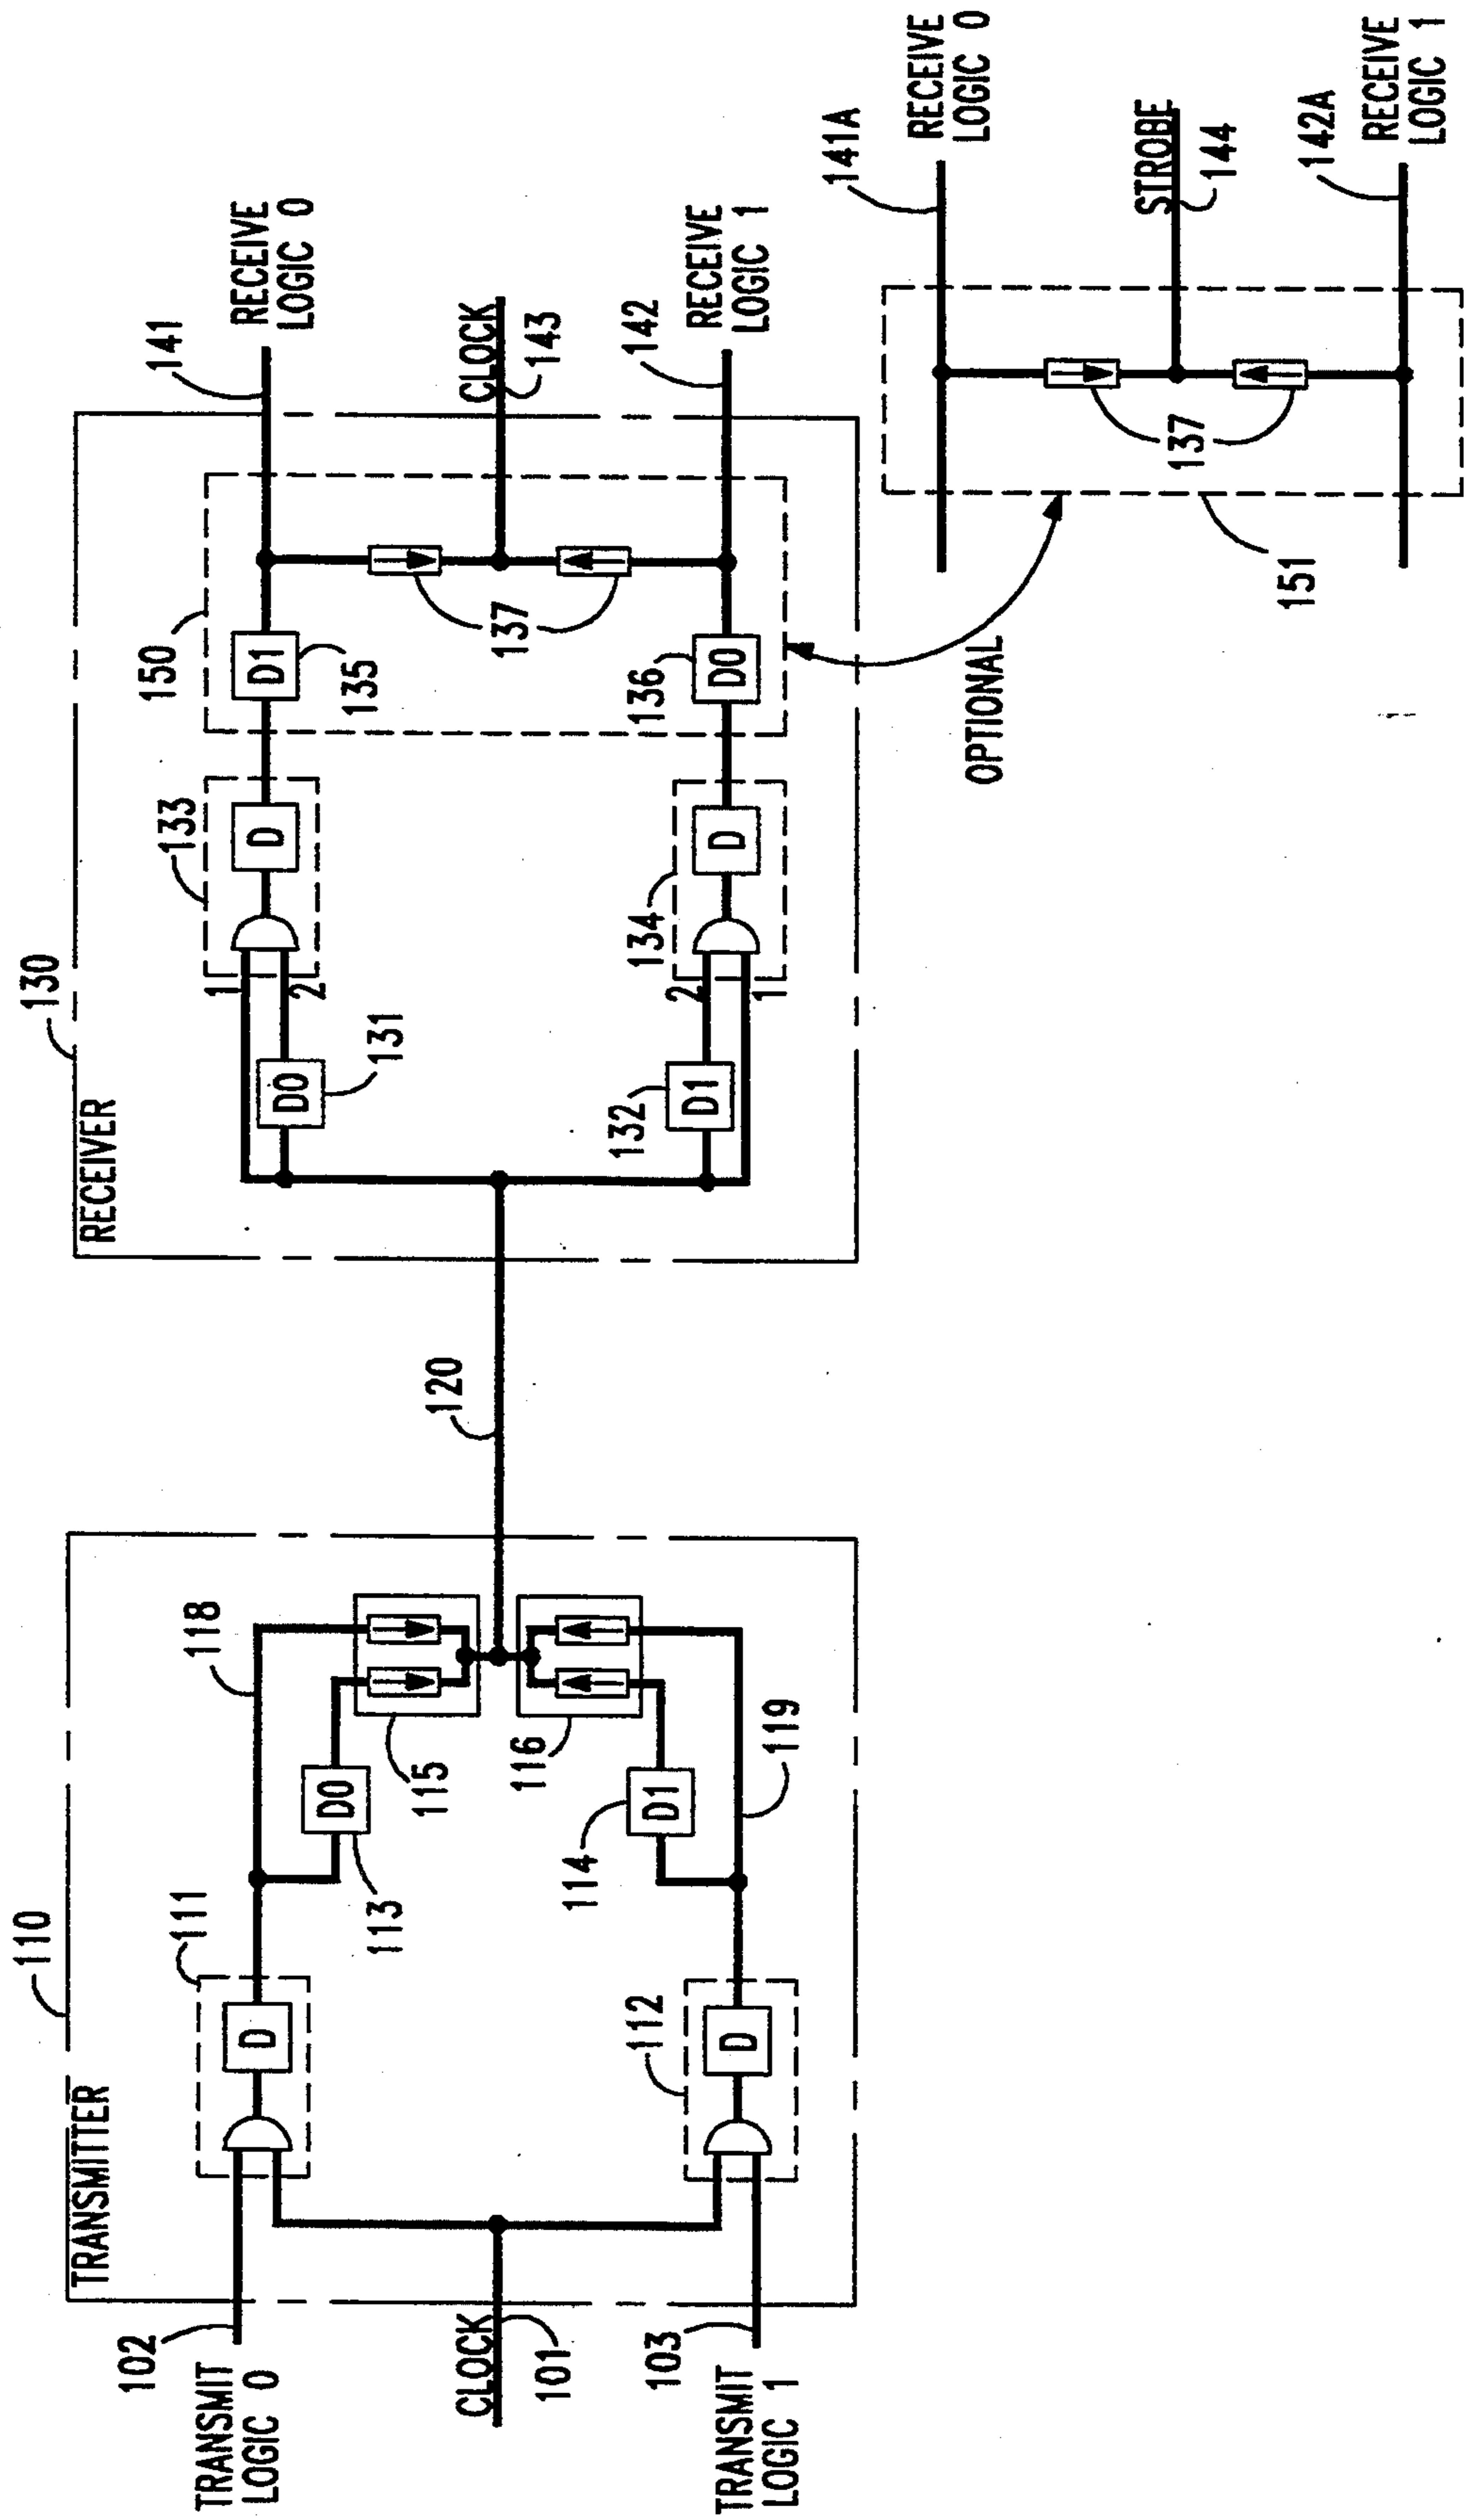 TRANSMIT
LOGIC 0
102
CLOCK
101
TRANSMIT
LOGIC 1
103
110
TRANSMITTER
111
D
112
D
113
D0
114
D1
118
115
116
119
120
130
RECEIVER
1
2
D0
131
2
1
132
D1
133
D
134
D
150
D1
135
136
D0
137
141
RECEIVE
LOGIC 0
CLOCK
143
142
RECEIVE
LOGIC 1
OPTIONAL
151
137
141A
RECEIVE
LOGIC 0
STROBE
144
142A
RECEIVE
LOGIC 1